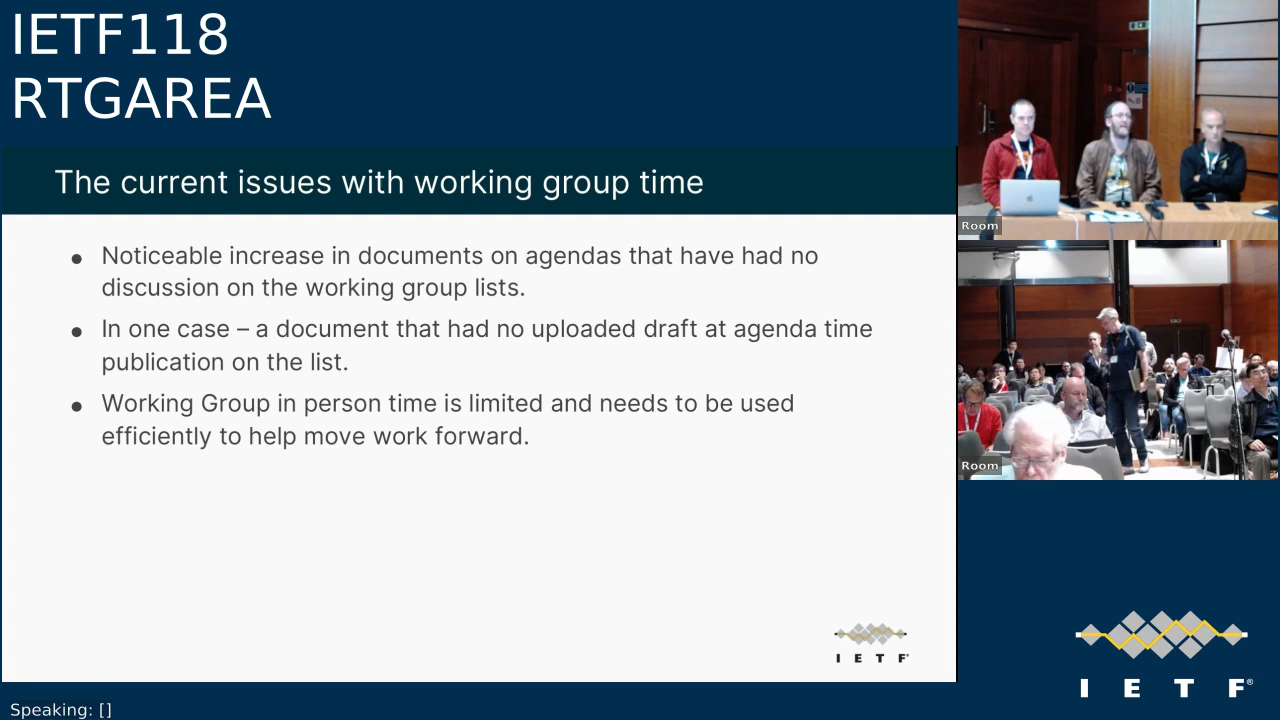 IETF118
RTGAREA
The current issues with working group time
• Noticeable increase in documents on agendas that have had no
discussion on the working group lists.
• In one case – a document that had no uploaded draft at agenda time
publication on the list.
• Working Group in person time is limited and needs to be used
efficiently to help move work forward.
I E T F®
Room
Room
I E T F®
Speaking: []